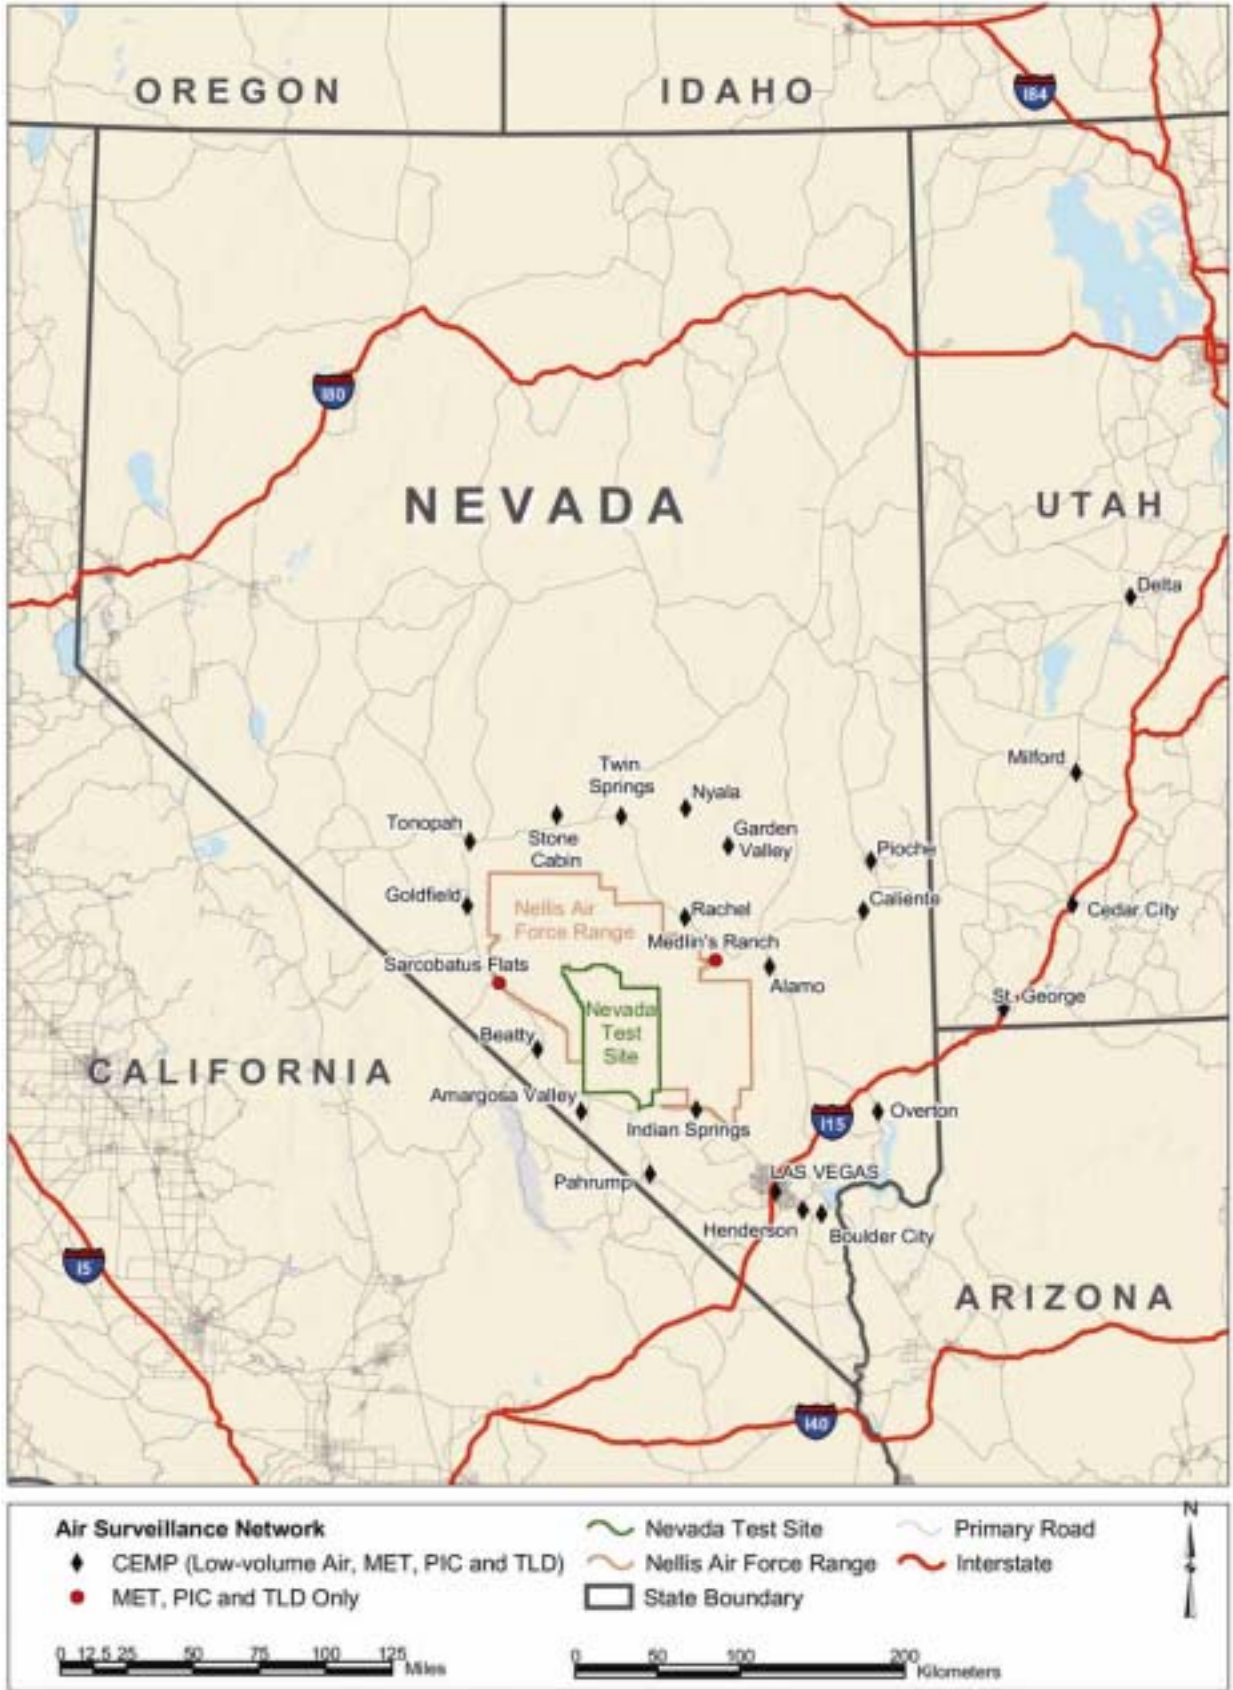 OREGON
IDAHO
I84
I80
NEVADA
UTAH
Delta
Milford
Twin
Springs
Nyala
Tonopah
Stone
Cabin
Garden
Valley
Pioche
Goldfield
Nellis Air
Force Range
Rachel
Caliente
Cedar City
Medlin's Ranch
Sarcobatus Flats
Alamo
St. George
Nevada
Test
Site
Beatty
CALIFORNIA
Amargosa Valley
Indian Springs
I15
Overton
Pahrump
LAS VEGAS
Henderson
Boulder City
I5
ARIZONA
I40
Air Surveillance Network
CEMP (Low-volume Air, MET, PIC and TLD)
MET, PIC and TLD Only
Nevada Test Site
Nellis Air Force Range
State Boundary
Primary Road
Interstate
N
0 12.5 25 50 75 100 125
Miles
0 50 100 200
Kilometers